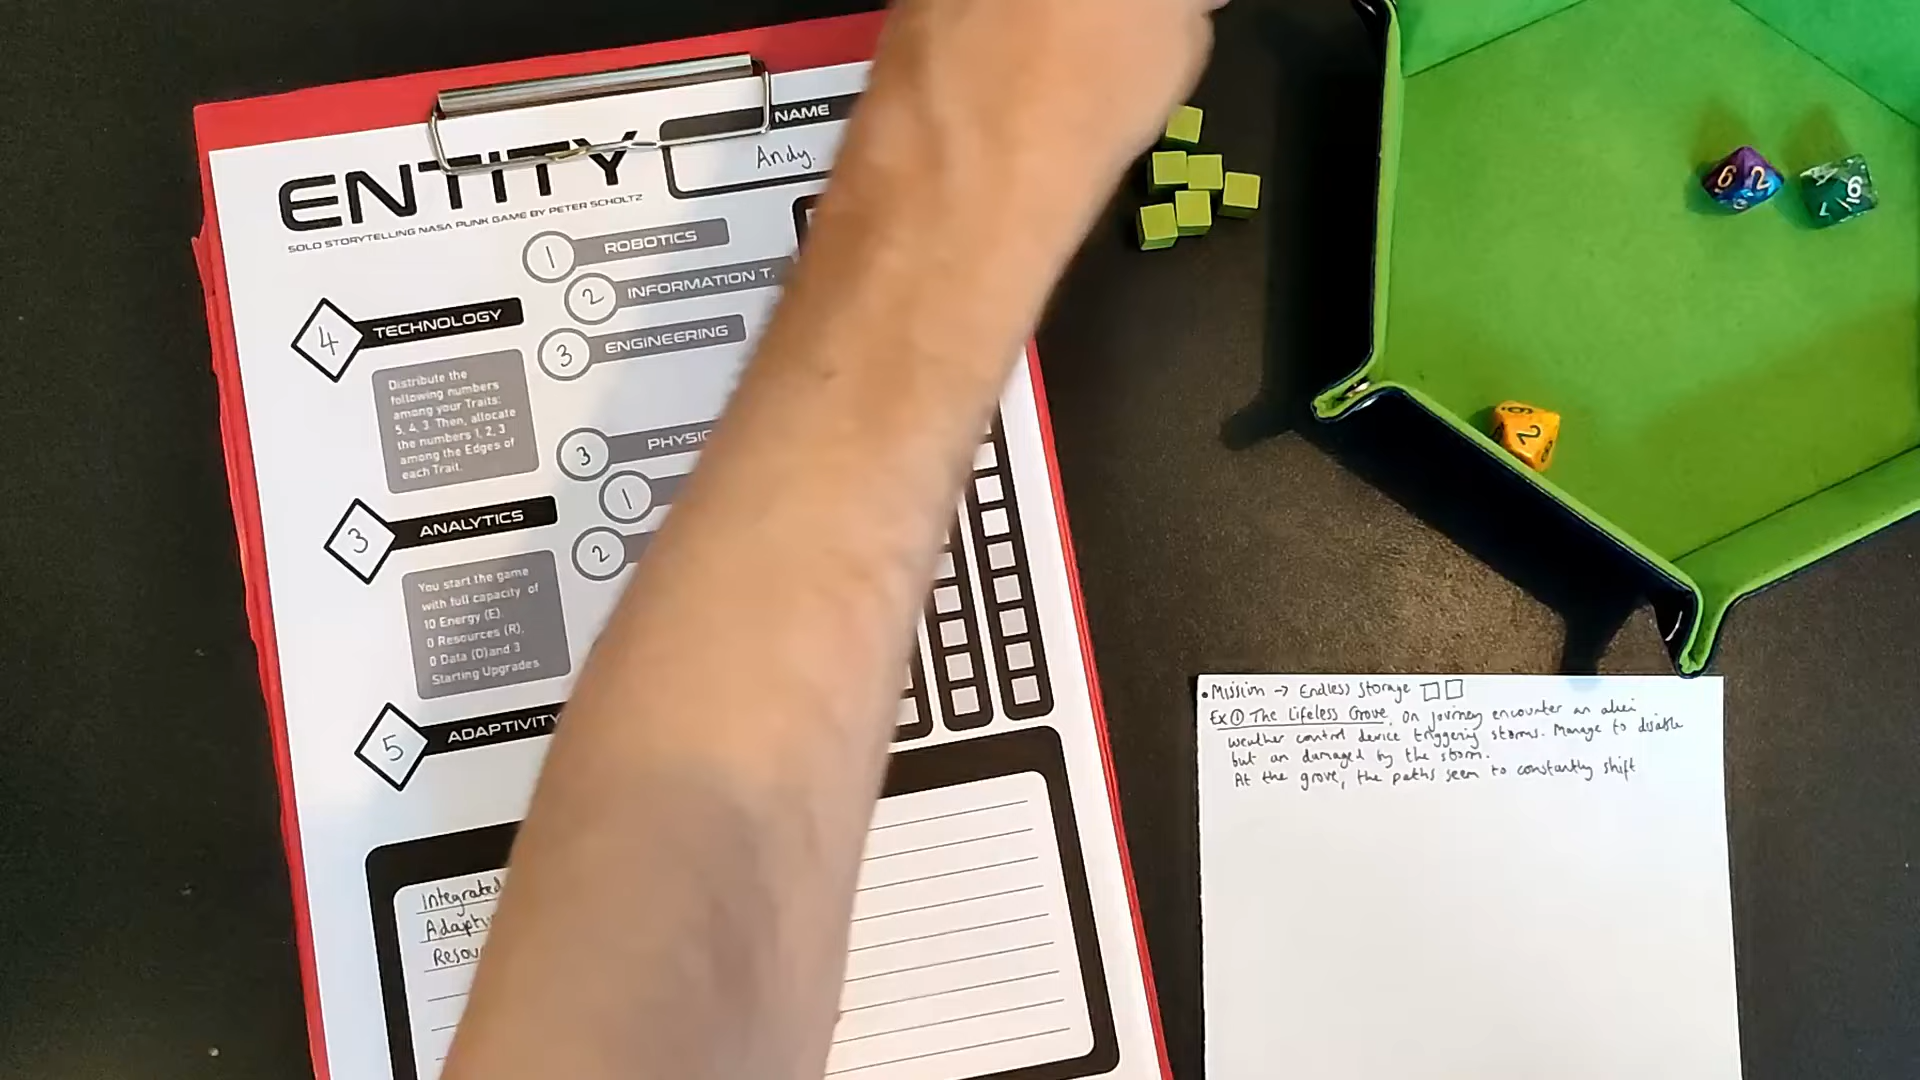 NAME
Andy.
ENTITY
SOLO STORYTELLING NASA PUNK GAME BY PETER SCHOLTZ
1 ROBOTICS
2 INFORMATION T.
4 TECHNOLOGY
3 ENGINEERING
Distribute the
following numbers
among your Traits:
5, 4, 3. Then, allocate
the numbers 1, 2, 3
among the Edges of
each Trait.
3 PHYSIC
1
3 ANALYTICS
2
You start the game
with full capacity of
10 Energy (E),
0 Resources (R),
0 Data (D) and 3
Starting Upgrades
5 ADAPTIVITY
Integrated
Adaptiv
Resou
6 2
6
6 2
• Mission → Endless Storage
Ex ① The Lifeless Grove. On journey encounter an alien
weather control device triggering storms. Manage to disable
but am damaged by the storm.
At the grove, the paths seem to constantly shift